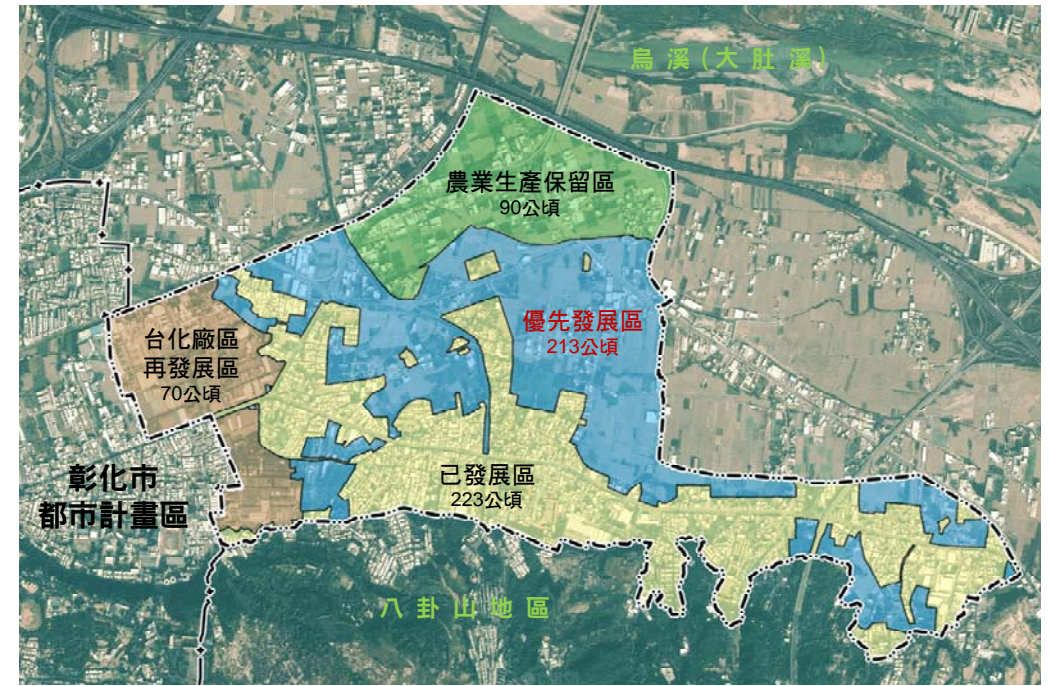 烏溪(大肚溪)
農業生產保留區
90公頃
優先發展區
213公頃
台化廠區
再發展區
70公頃
已發展區
223公頃
彰化市
都市計畫區
八卦山地區